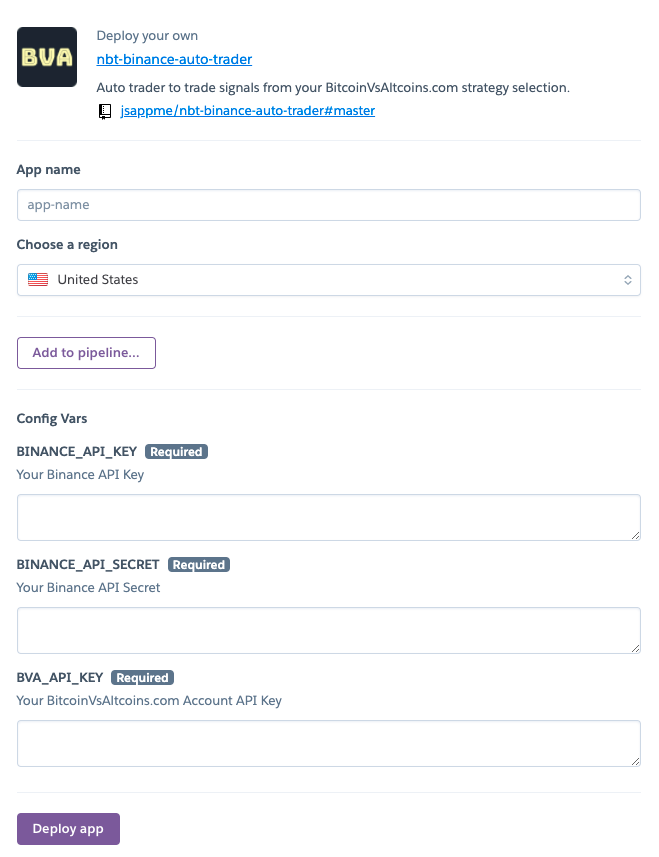 BVA
Deploy your own
nbt-binance-auto-trader
Auto trader to trade signals from your BitcoinVsAltcoins.com strategy selection.
jsappme/nbt-binance-auto-trader#master
App name
app-name
Choose a region
United States
Add to pipeline...
Config Vars
BINANCE_API_KEY Required
Your Binance API Key
BINANCE_API_SECRET Required
Your Binance API Secret
BVA_API_KEY Required
Your BitcoinVsAltcoins.com Account API Key
Deploy app